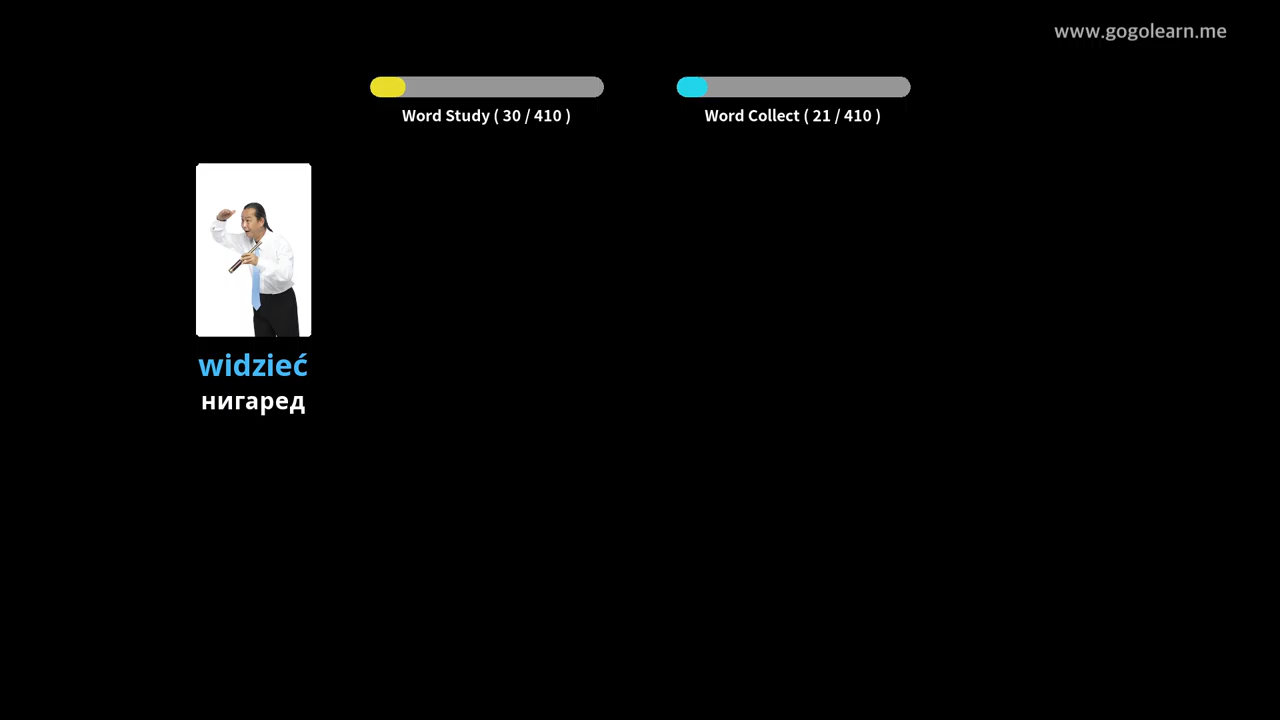 www.gogolearn.me
Word Study ( 30 / 410 )
Word Collect ( 21 / 410 )
widzieć
нигаред